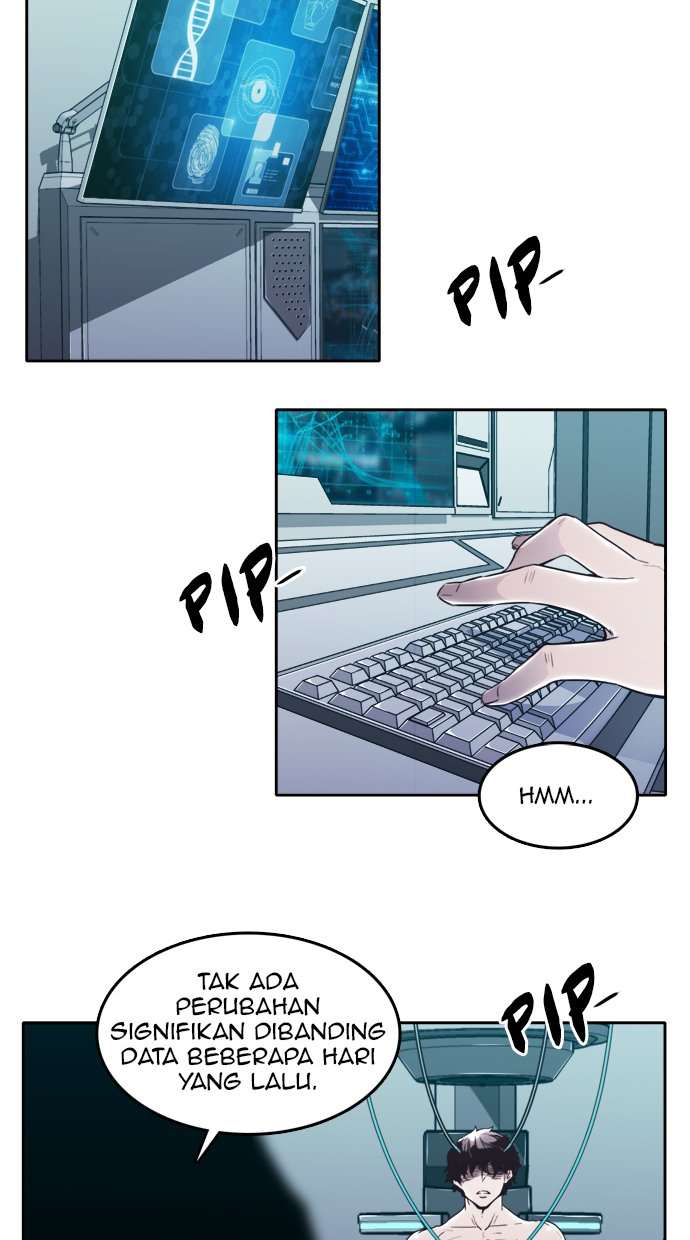 PIP-
PIP-
HMM...
TAK ADA
PERUBAHAN
SIGNIFIKAN DIBANDING
DATA BEBERAPA HARI
YANG LALU.
PIP-